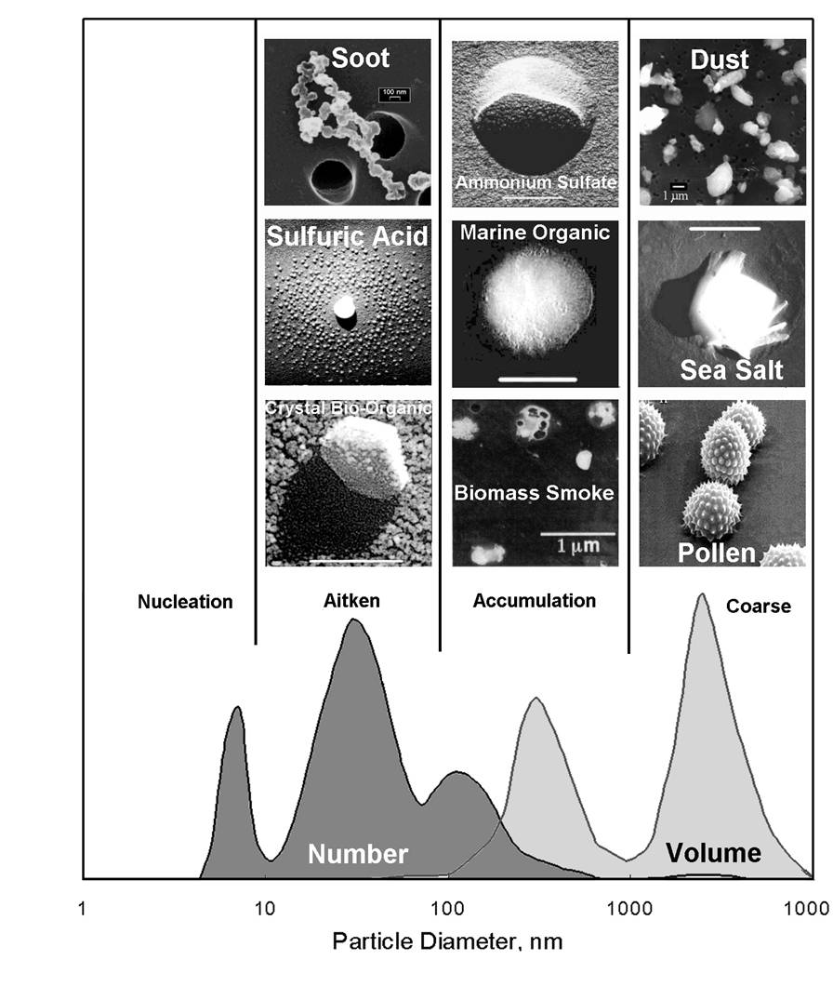 Soot
100 nm
Ammonium Sulfate
Dust
1 μm
Sulfuric Acid
Marine Organic
Sea Salt
Crystal Bio-Organic
Biomass Smoke
1 μm
Pollen
Nucleation
Aitken
Accumulation
Coarse
Number
Volume
1
10
100
1000
1000
Particle Diameter, nm